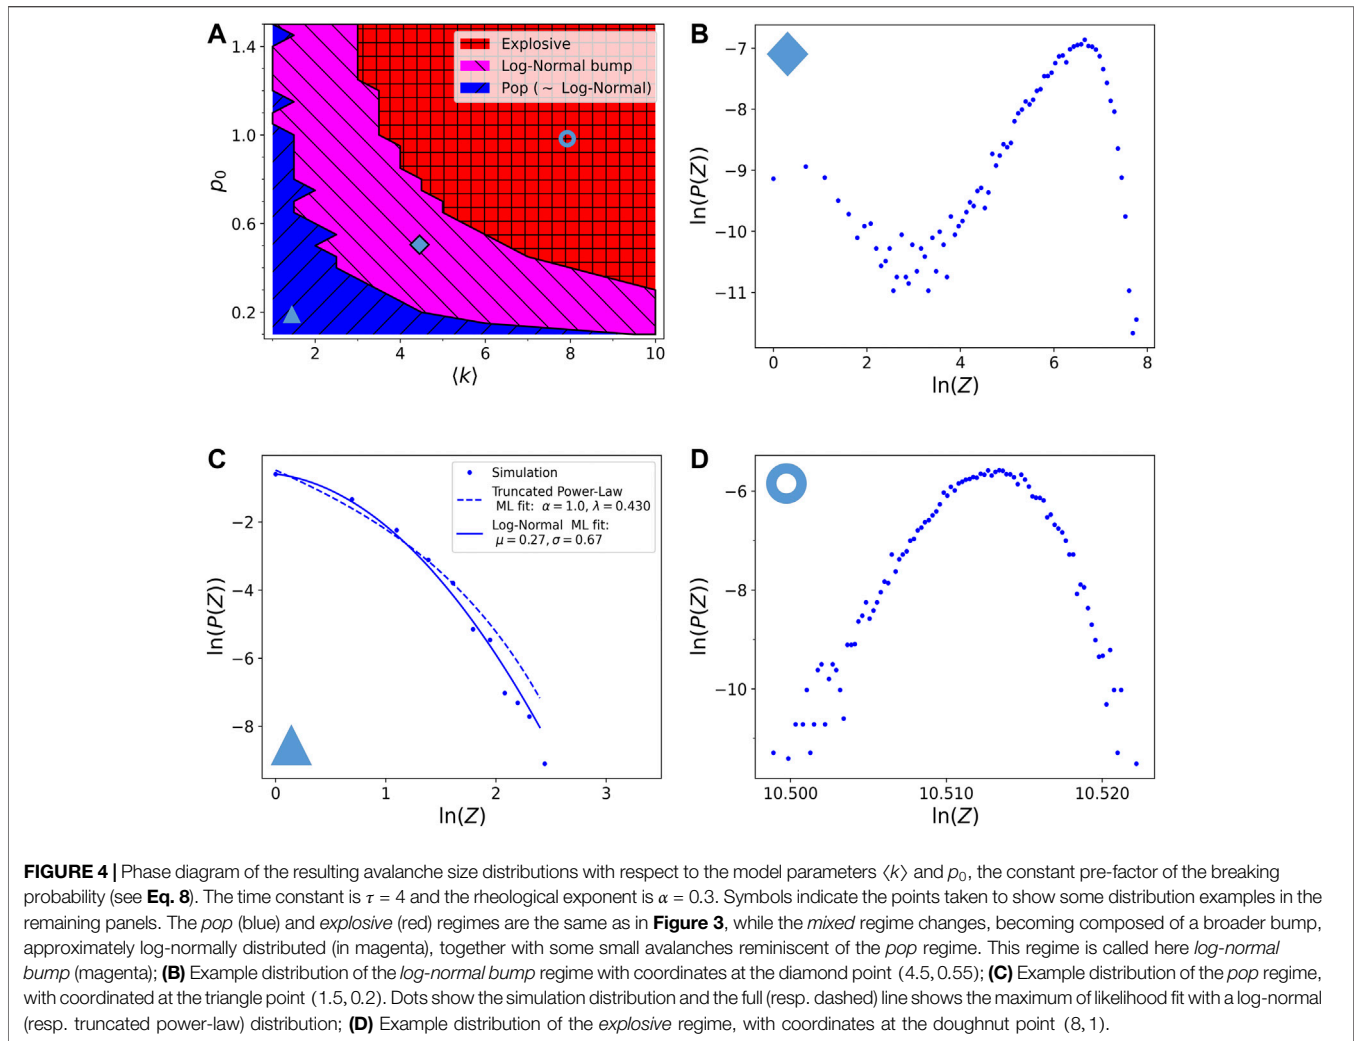 A
1.4
1.0
0.6
0.2
p0
2
4
6
8
10
⟨k⟩
Explosive
Log-Normal bump
Pop ( ~ Log-Normal)
B
−7
−8
−9
−10
−11
ln(P(Z))
0
2
4
6
8
ln(Z)
C
−2
−4
−6
−8
ln(P(Z))
0
1
2
3
ln(Z)
Simulation
Truncated Power-Law
ML fit: α = 1.0, λ = 0.430
Log-Normal ML fit:
μ = 0.27, σ = 0.67
D
−6
−8
−10
ln(P(Z))
10.500
10.510
10.520
ln(Z)
FIGURE 4 | Phase diagram of the resulting avalanche size distributions with respect to the model parameters ⟨k⟩ and p0, the constant pre-factor of the breaking
probability (see Eq. 8). The time constant is τ = 4 and the rheological exponent is α = 0.3. Symbols indicate the points taken to show some distribution examples in the
remaining panels. The pop (blue) and explosive (red) regimes are the same as in Figure 3, while the mixed regime changes, becoming composed of a broader bump,
approximately log-normally distributed (in magenta), together with some small avalanches reminiscent of the pop regime. This regime is called here log-normal
bump (magenta); (B) Example distribution of the log-normal bump regime with coordinates at the diamond point (4.5, 0.55); (C) Example distribution of the pop regime,
with coordinated at the triangle point (1.5, 0.2). Dots show the simulation distribution and the full (resp. dashed) line shows the maximum of likelihood fit with a log-normal
(resp. truncated power-law) distribution; (D) Example distribution of the explosive regime, with coordinates at the doughnut point (8, 1).